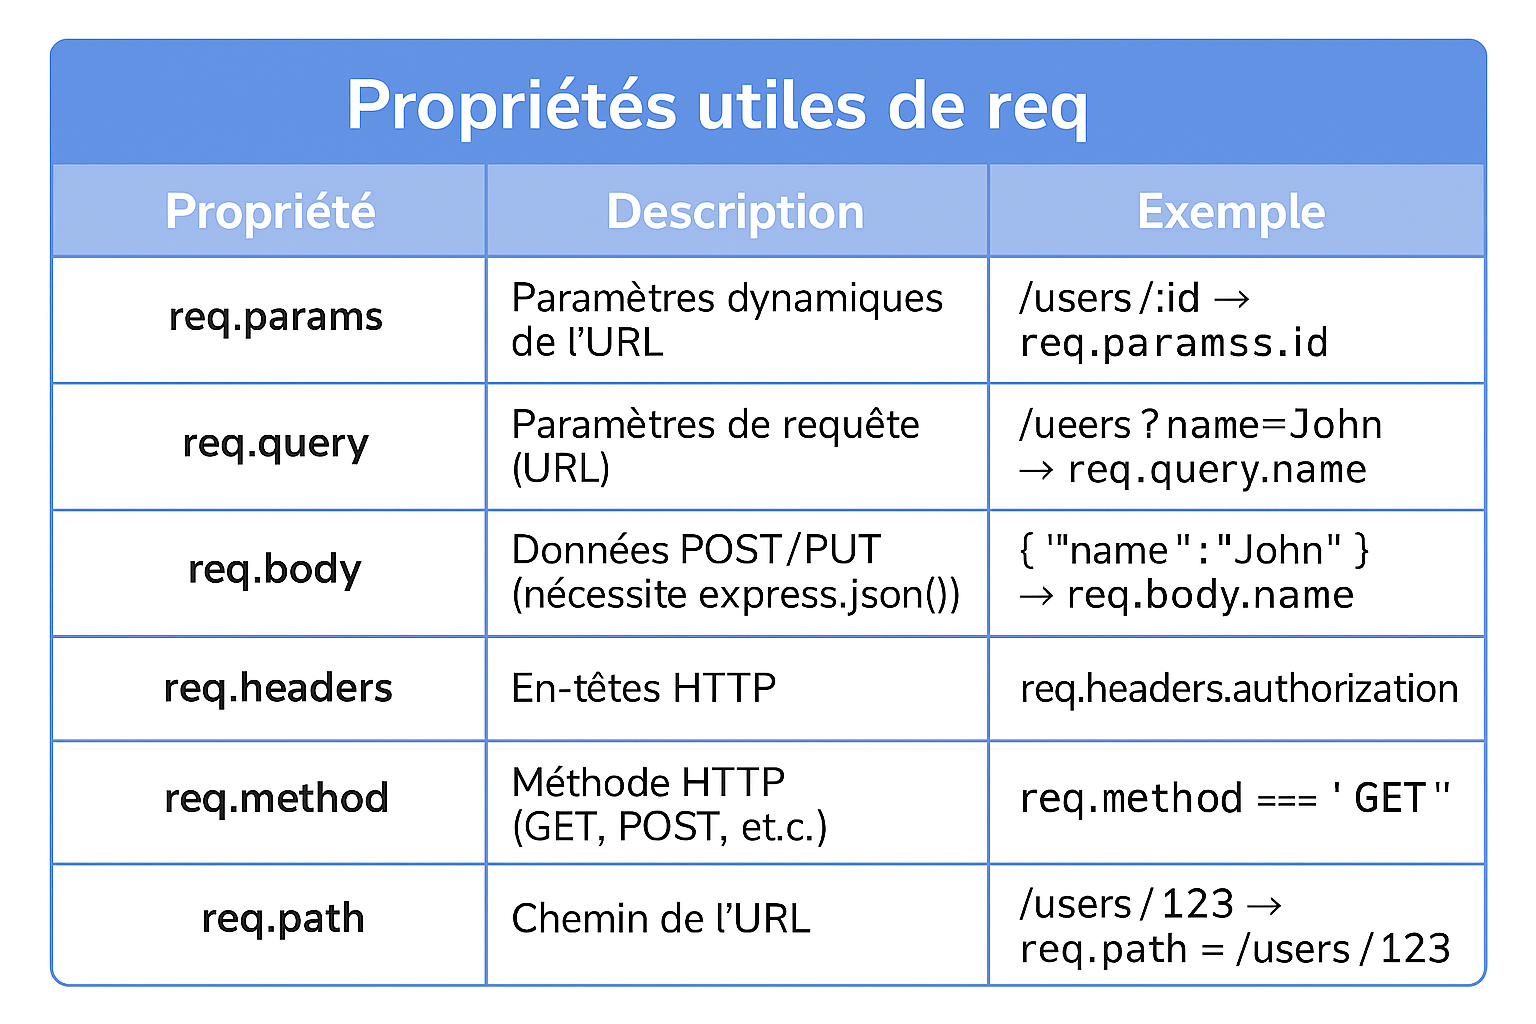 Propriétés utiles de req
Propriété
Description
Exemple
req.params
Paramètres dynamiques
de l'URL
/users/:id →
req.paramss.id
req.query
Paramètres de requête
(URL)
/ueers?name=John
→ req.query.name
req.body
Données POST/PUT
(nécessite express.json())
{ '"name":"John" }
→ req.body.name
req.headers
En-têtes HTTP
req.headers.authorization
req.method
Méthode HTTP
(GET, POST, et.c.)
req.method === 'GET"
req.path
Chemin de l'URL
/users/123 →
req.path = /users/123